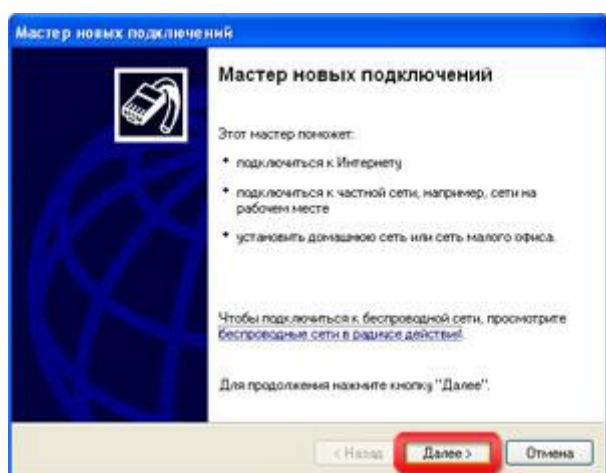 Мастер новых подключений
Мастер новых подключений
Этот мастер поможет:
• подключиться к Интернету
• подключиться к частной сети, например, сети на
рабочем месте
• установить домашнюю сеть или сеть малого офиса.
Чтобы подключиться к беспроводной сети, просмотрите
беспроводные сети в радиусе действия!.
Для продолжения нажмите кнопку "Далее".
< Назад
Далее >
Отмена